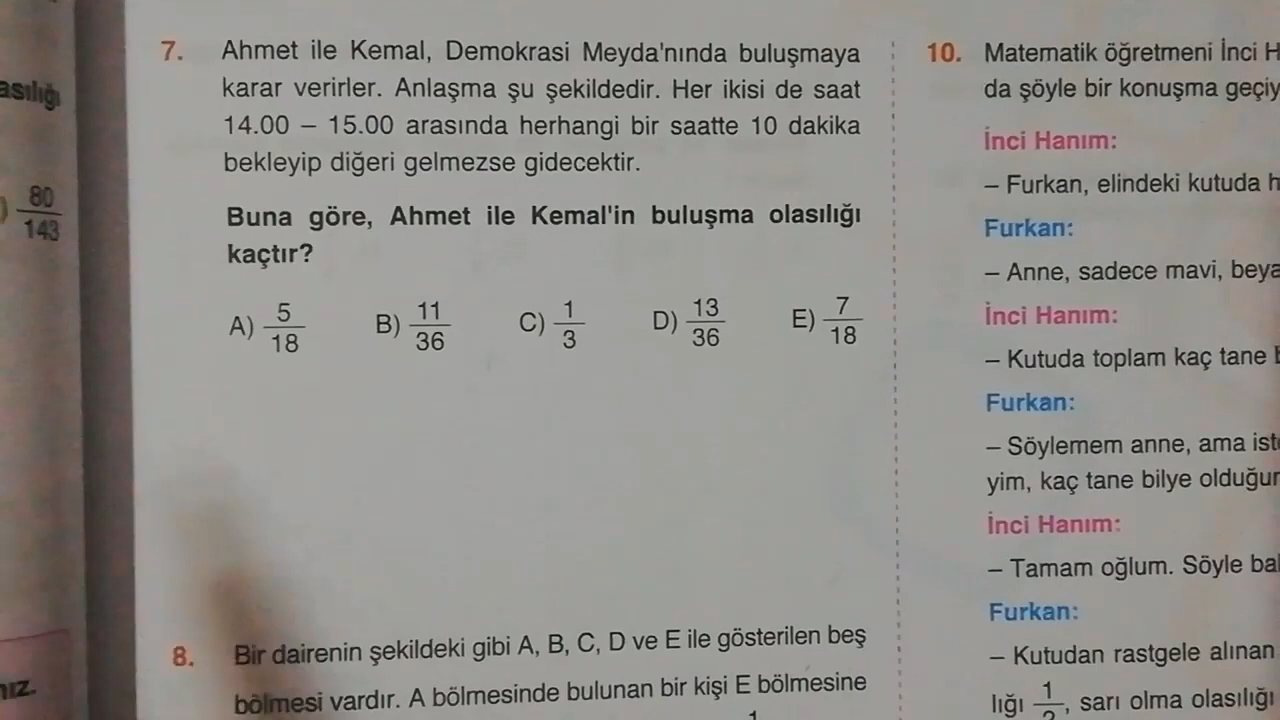 asılığı
80
143
nız.
7. Ahmet ile Kemal, Demokrasi Meyda'nında buluşmaya
karar verirler. Anlaşma şu şekildedir. Her ikisi de saat
14.00 – 15.00 arasında herhangi bir saatte 10 dakika
bekleyip diğeri gelmezse gidecektir.
Buna göre, Ahmet ile Kemal'in buluşma olasılığı
kaçtır?
A) 5/18 B) 11/36 C) 1/3 D) 13/36 E) 7/18
8. Bir dairenin şekildeki gibi A, B, C, D ve E ile gösterilen beş
bölmesi vardır. A bölmesinde bulunan bir kişi E bölmesine
10. Matematik öğretmeni İnci H
da şöyle bir konuşma geçiy
İnci Hanım:
– Furkan, elindeki kutuda h
Furkan:
– Anne, sadece mavi, beya
İnci Hanım:
– Kutuda toplam kaç tane b
Furkan:
– Söylemem anne, ama iste
yim, kaç tane bilye olduğun
İnci Hanım:
– Tamam oğlum. Söyle bak
Furkan:
– Kutudan rastgele alınan
lığı 1/2, sarı olma olasılığı